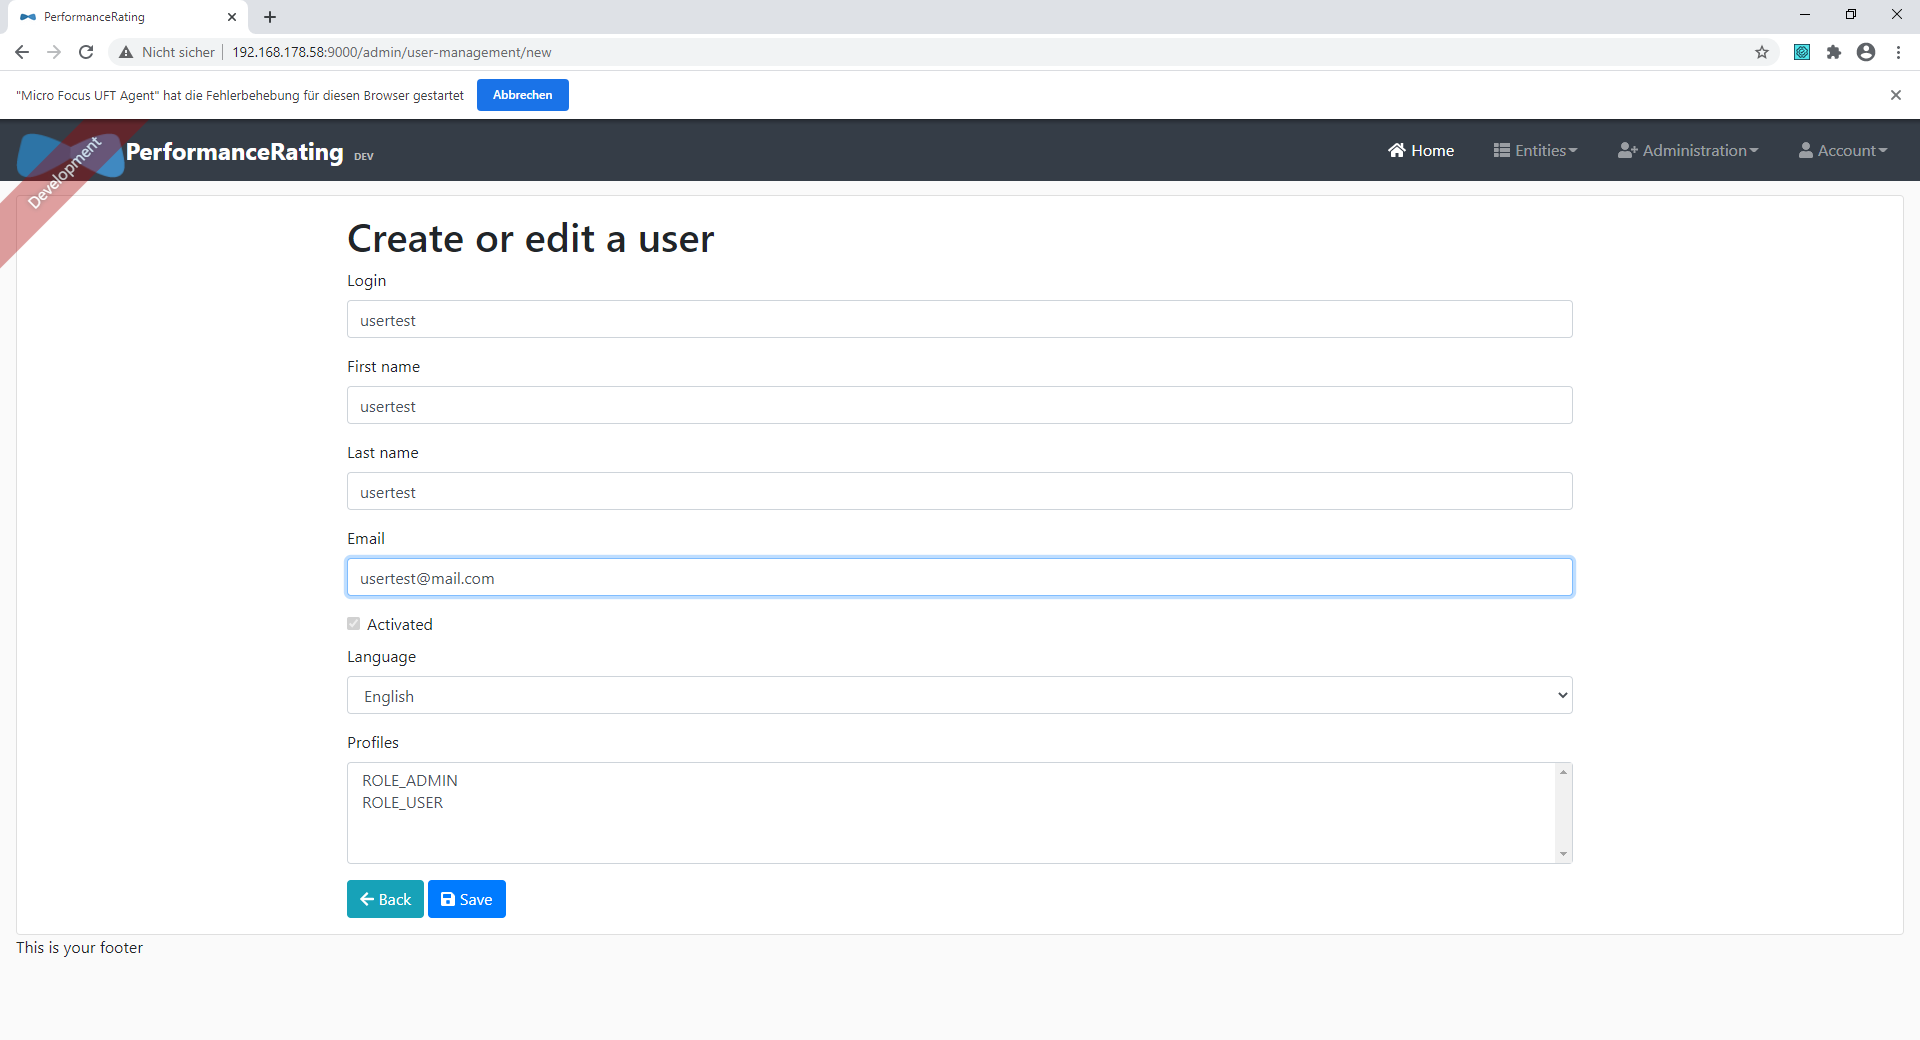 PerformanceRating
Nicht sicher 192.168.178.58:9000/admin/user-management/new
"Micro Focus UFT Agent" hat die Fehlerbehebung für diesen Browser gestartet Abbrechen
Development
PerformanceRating DEV Home Entities Administration Account
Create or edit a user
Login
usertest
First name
usertest
Last name
usertest
Email
usertest@mail.com
Activated
Language
English
Profiles
ROLE_ADMIN
ROLE_USER
Back Save
This is your footer